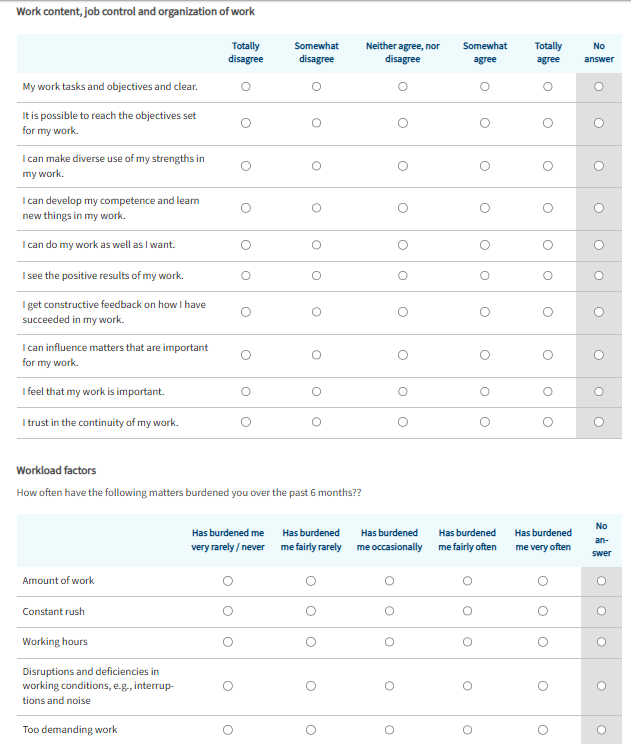 Work content, job control and organization of work
Totally disagree
Somewhat disagree
Neither agree, nor disagree
Somewhat agree
Totally agree
No answer
My work tasks and objectives and clear.
It is possible to reach the objectives set
for my work.
I can make diverse use of my strengths in
my work.
I can develop my competence and learn
new things in my work.
I can do my work as well as I want.
I see the positive results of my work.
I get constructive feedback on how I have
succeeded in my work.
I can influence matters that are important
for my work.
I feel that my work is important.
I trust in the continuity of my work.
Workload factors
How often have the following matters burdened you over the past 6 months??
Has burdened me
very rarely / never
Has burdened
me fairly rarely
Has burdened
me occasionally
Has burdened
me fairly often
Has burdened
me very often
No
an-
swer
Amount of work
Constant rush
Working hours
Disruptions and deficiencies in
working conditions, e.g., interrup-
tions and noise
Too demanding work